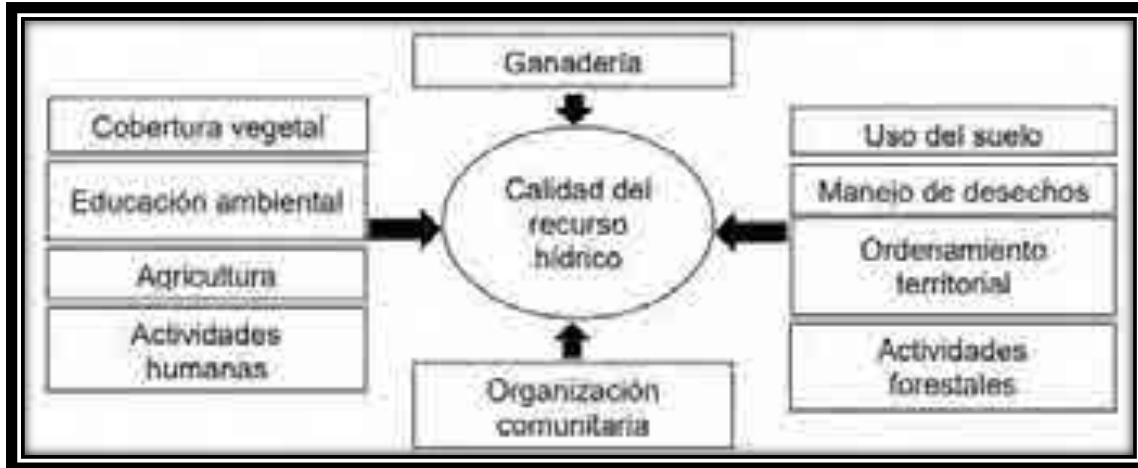 Ganadería
Cobertura vegetal
Educación ambiental
Agricultura
Actividades
humanas
Calidad del
recurso
hídrico
Organización
comunitaria
Uso del suelo
Manejo de desechos
Ordenamiento
territorial
Actividades
forestales